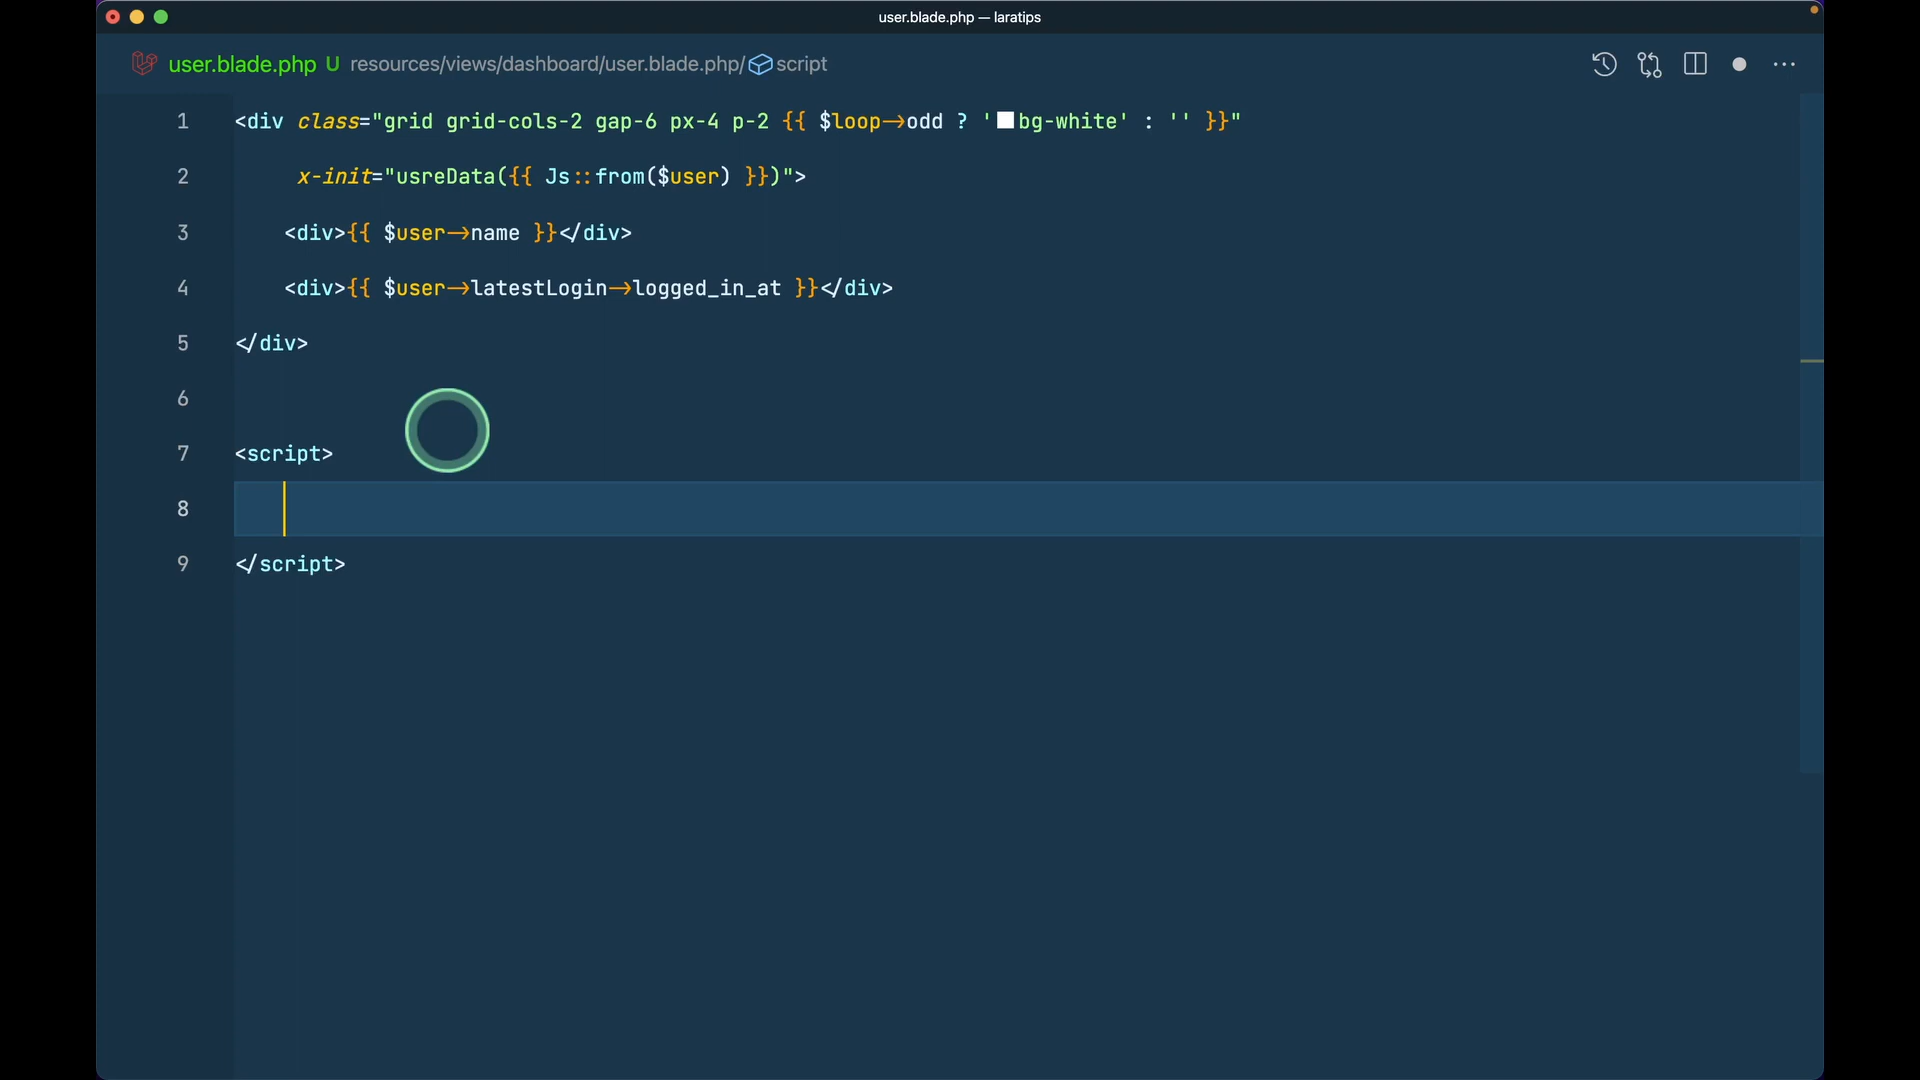 user.blade.php — laratips
user.blade.php U resources/views/dashboard/user.blade.php/ script
1 <div class="grid grid-cols-2 gap-6 px-4 p-2 {{ $loop->odd ? 'bg-white' : '' }}"
2 x-init="usreData({{ Js::from($user) }})">
3 <div>{{ $user->name }}</div>
4 <div>{{ $user->latestLogin->logged_in_at }}</div>
5 </div>
6
7 <script>
8
9 </script>